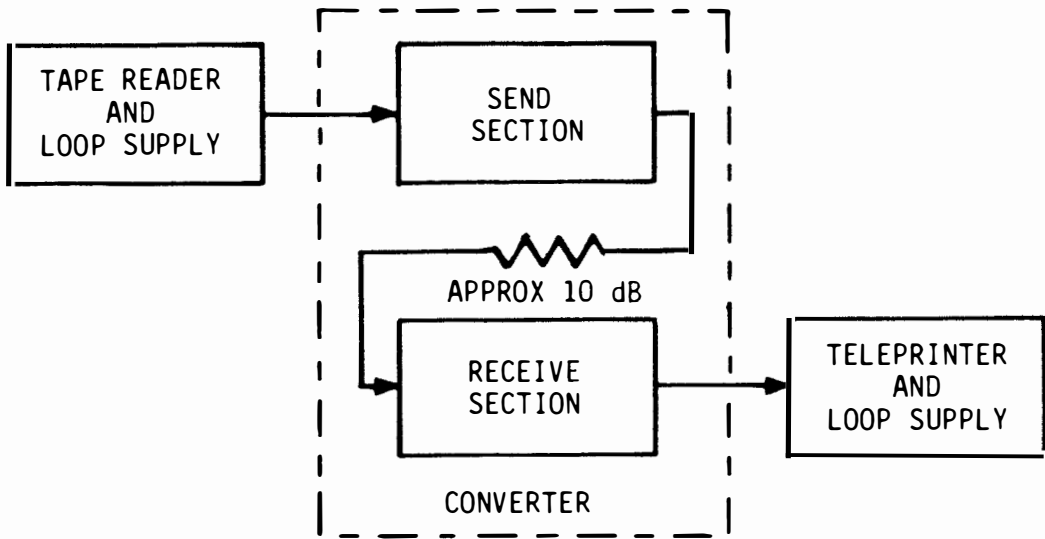 TAPE READER
AND
LOOP SUPPLY
SEND
SECTION
APPROX 10 dB
RECEIVE
SECTION
TELEPRINTER
AND
LOOP SUPPLY
CONVERTER